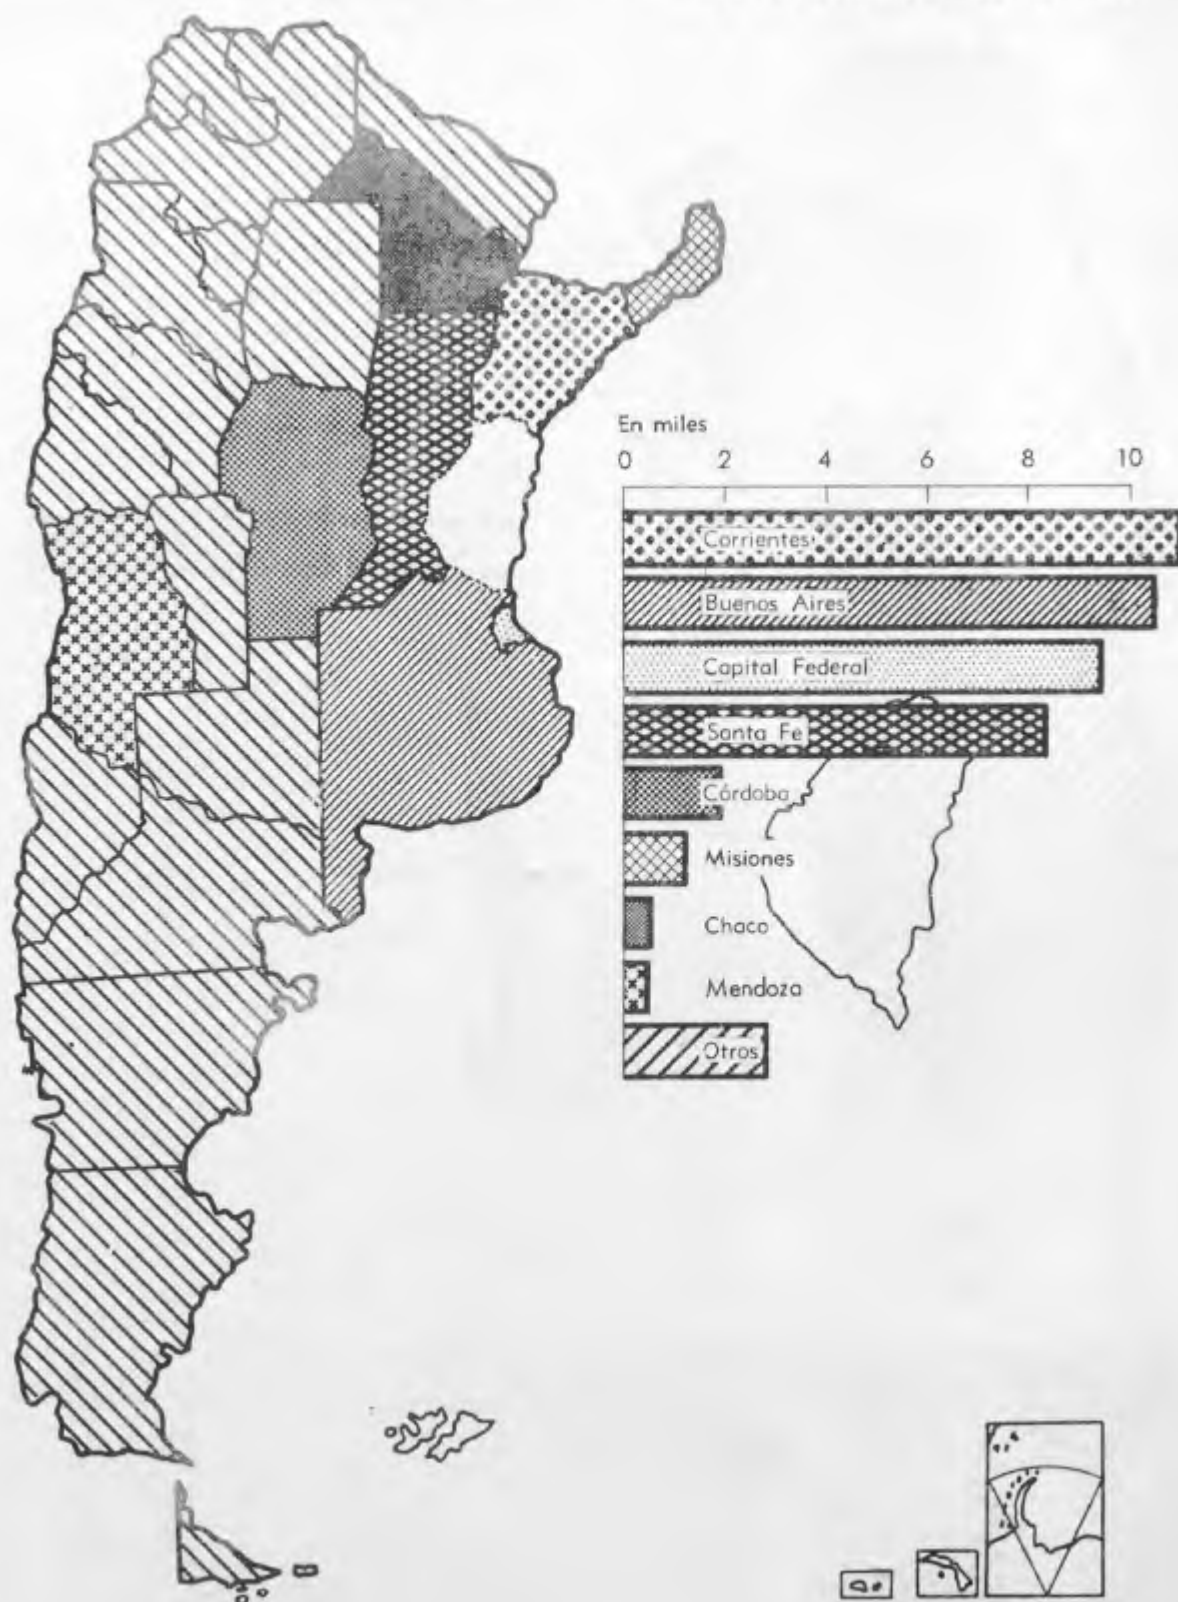 En miles
0 2 4 6 8 10
Corrientes
Buenos Aires
Capital Federal
Santa Fe
Córdoba
Misiones
Chaco
Mendoza
Otros